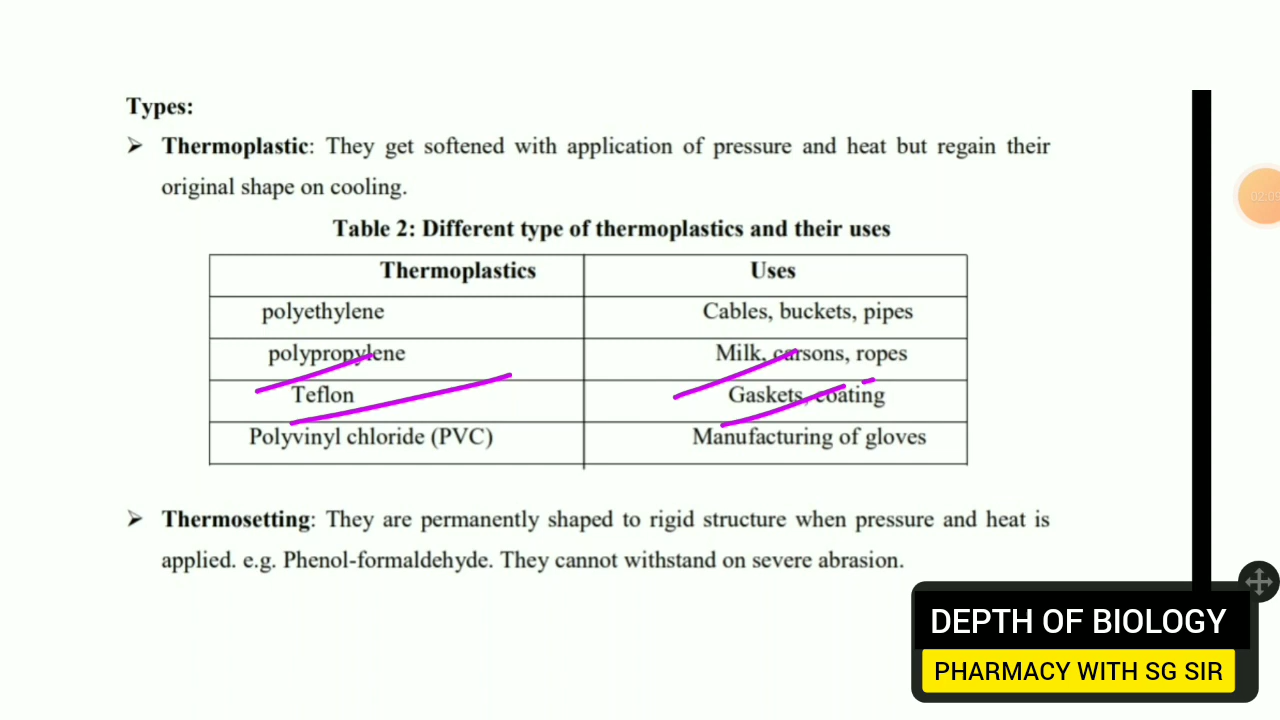 Types:
➢ Thermoplastic: They get softened with application of pressure and heat but regain their
original shape on cooling.
Table 2: Different type of thermoplastics and their uses
Thermoplastics Uses
polyethylene Cables, buckets, pipes
polypropylene Milk, carsons, ropes
Teflon Gaskets, coating
Polyvinyl chloride (PVC) Manufacturing of gloves
➢ Thermosetting: They are permanently shaped to rigid structure when pressure and heat is
applied. e.g. Phenol-formaldehyde. They cannot withstand on severe abrasion.
DEPTH OF BIOLOGY
PHARMACY WITH SG SIR